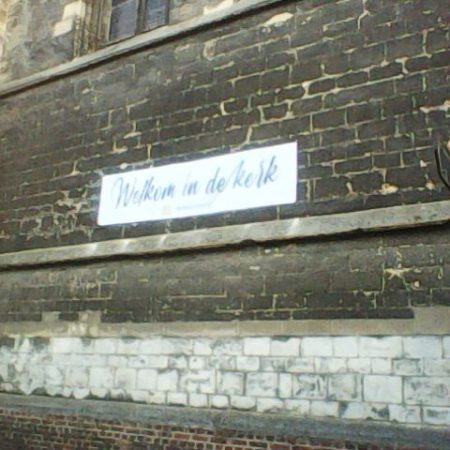 Welkom in de kerk